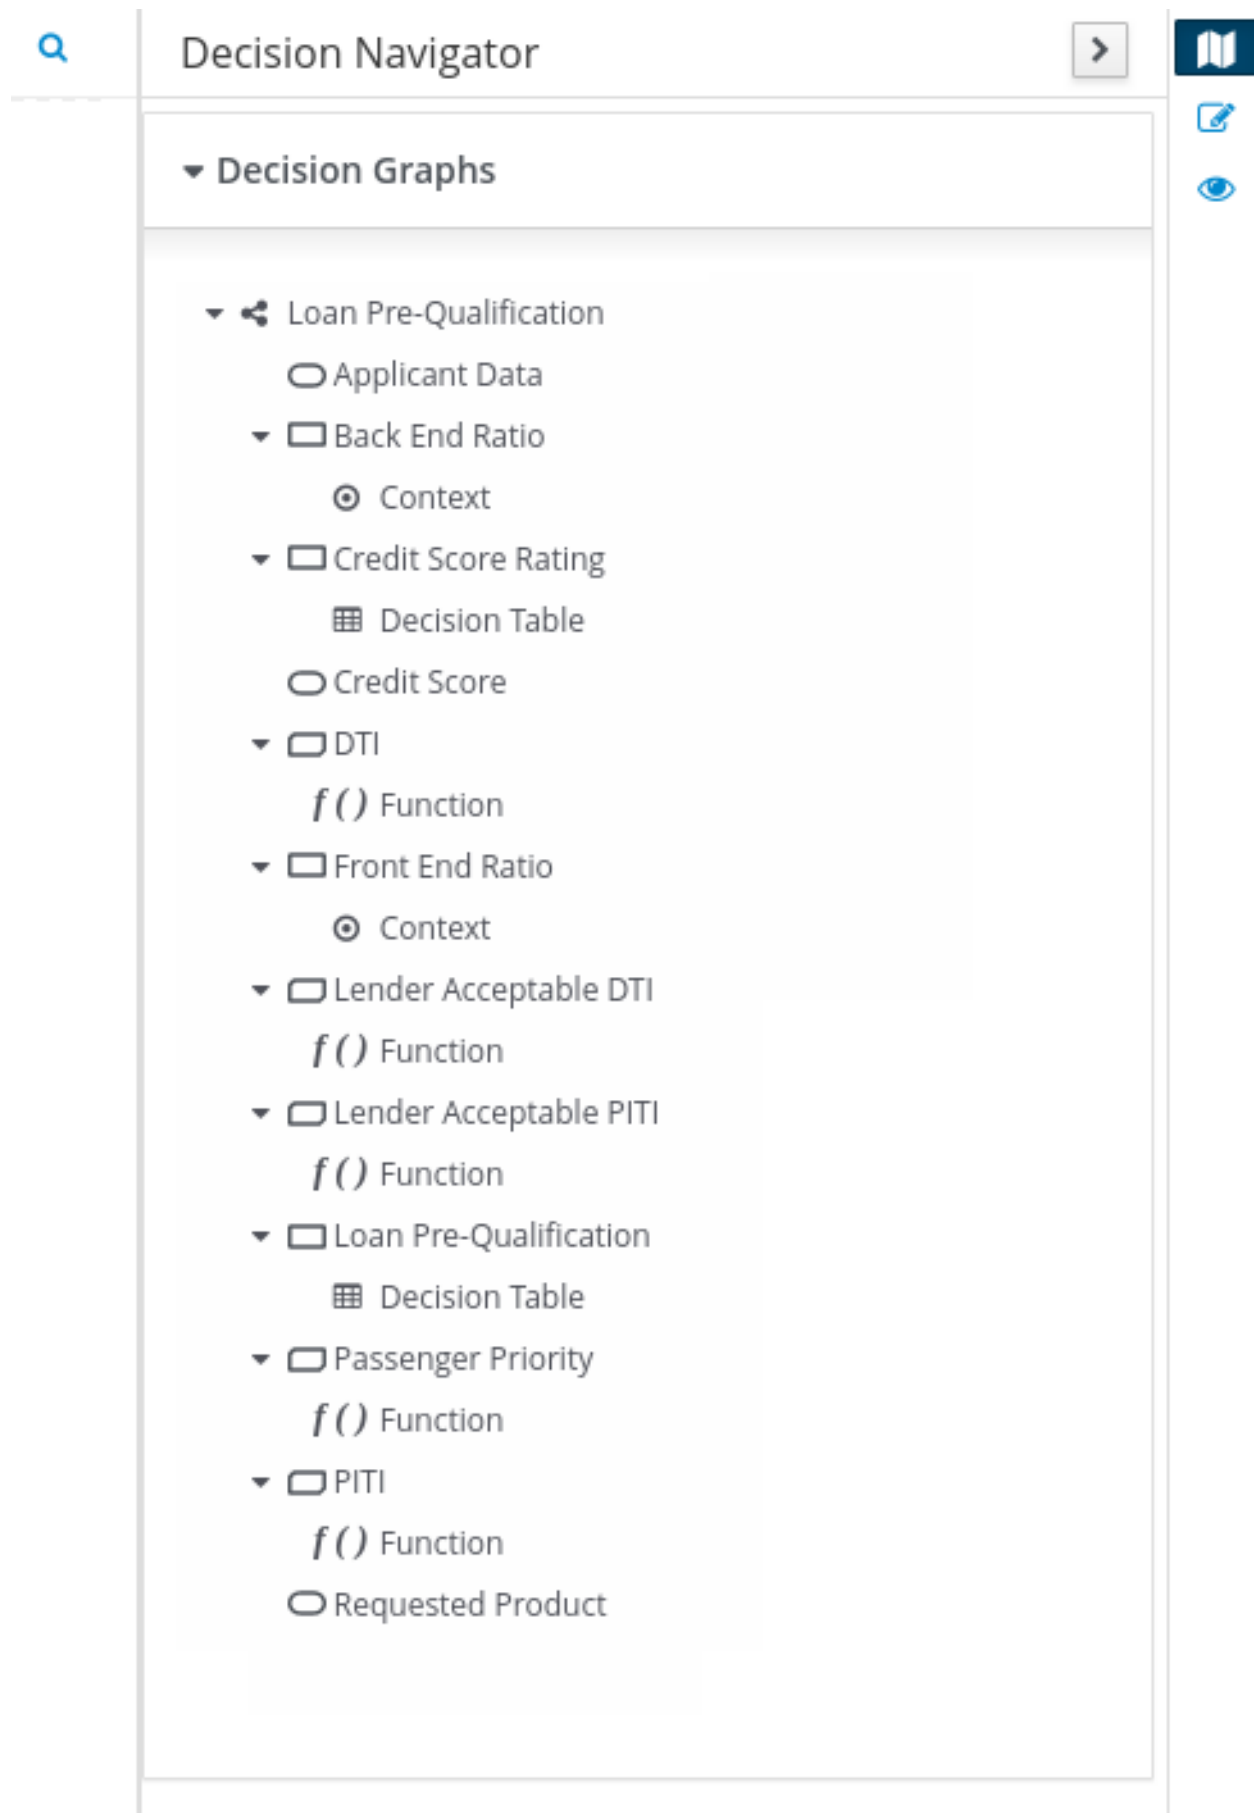 Decision Navigator
Decision Graphs
Loan Pre-Qualification
Applicant Data
Back End Ratio
Context
Credit Score Rating
Decision Table
Credit Score
DTI
f ( ) Function
Front End Ratio
Context
Lender Acceptable DTI
f ( ) Function
Lender Acceptable PITI
f ( ) Function
Loan Pre-Qualification
Decision Table
Passenger Priority
f ( ) Function
PITI
f ( ) Function
Requested Product